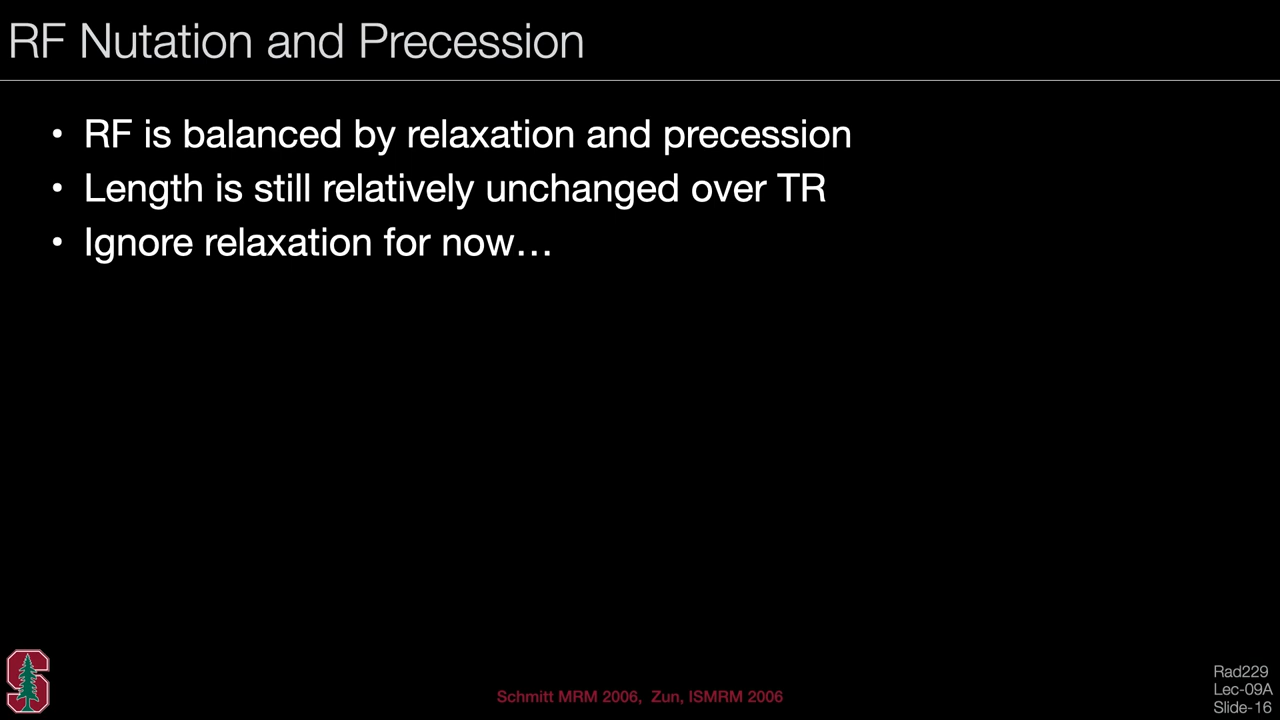 RF Nutation and Precession
• RF is balanced by relaxation and precession
• Length is still relatively unchanged over TR
• Ignore relaxation for now…
S
Schmitt MRM 2006, Zun, ISMRM 2006
Rad229
Lec-09A
Slide-16